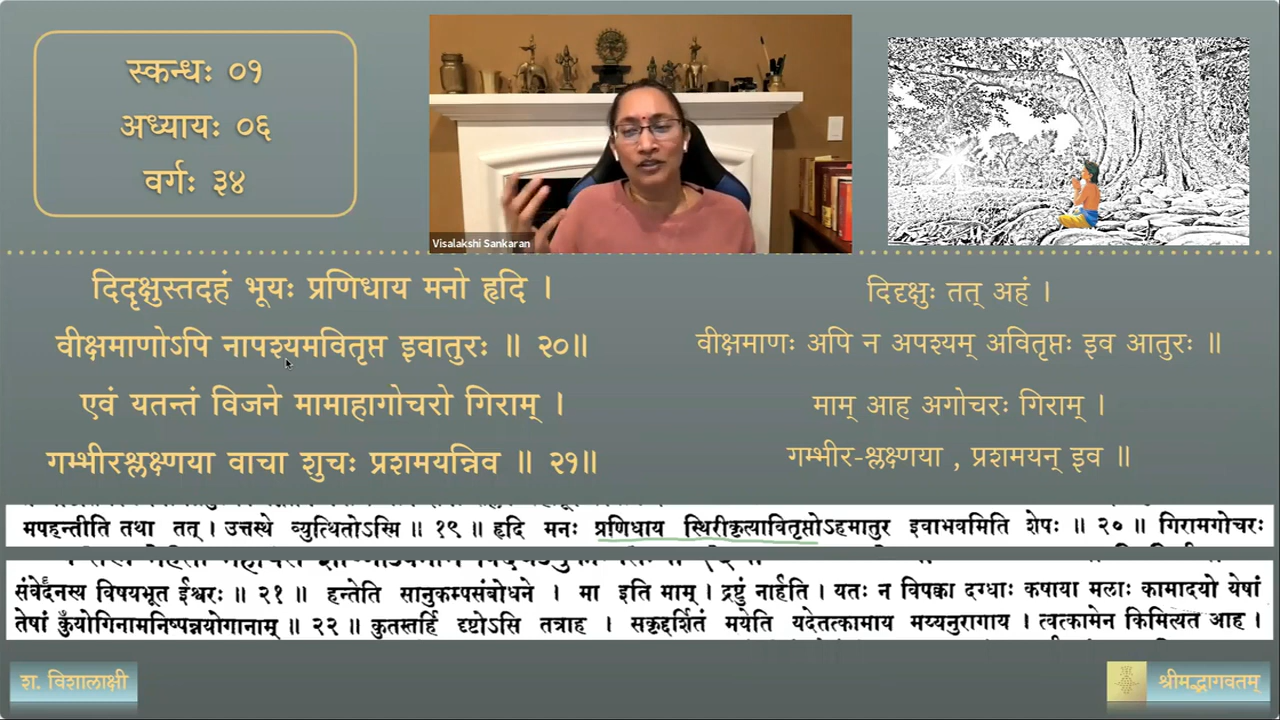 स्कन्धः ०१
अध्यायः ०६
वर्गः ३४
Visalakshi Sankaran
दिदृक्षुस्तदहं भूयः प्रणिधाय मनो हृदि ।
वीक्षमाणोऽपि नापश्यमवितृप्त इवातुरः ॥ २०॥
एवं यतन्तं विजने मामाहागोचरो गिराम् ।
गम्भीरश्लक्ष्णया वाचा शुचः प्रशमयन्निव ॥ २१॥
दिदृक्षुः तत् अहं ।
वीक्षमाणः अपि न अपश्यम् अवितृप्तः इव आतुरः ॥
माम् आह अगोचरः गिराम् ।
गम्भीर-श्लक्ष्णया , प्रशमयन् इव ॥
मपहन्तीति तथा तत् । उत्तस्थे व्युत्थितोऽस्मि ॥ १९ ॥ हृदि मनः प्रणिधाय स्थिरीकृत्यावितृप्तोऽहमातुर इवाभवमिति शेषः ॥ २० ॥ गिरामगोचरः
संवेदनस्य विषयभूत ईश्वरः ॥ २१ ॥ हन्तेति सानुकम्पसंबोधने । मा इति माम् । द्रष्टुं नार्हति । यतः न विपक्वा दग्धाः कषाया मलाः कामादयो येषां
तेषां कुयोगिनामनिष्पन्नयोगानाम् ॥ २२ ॥ कुतस्तर्हि दृष्टोऽसि तत्राह । सकृद्दर्शितं मयेति यदेतत्कामाय मय्यनुरागाय । त्वत्कामेन किमित्यत आह ।
श. विशालाक्षी
श्रीमद्भागवतम्